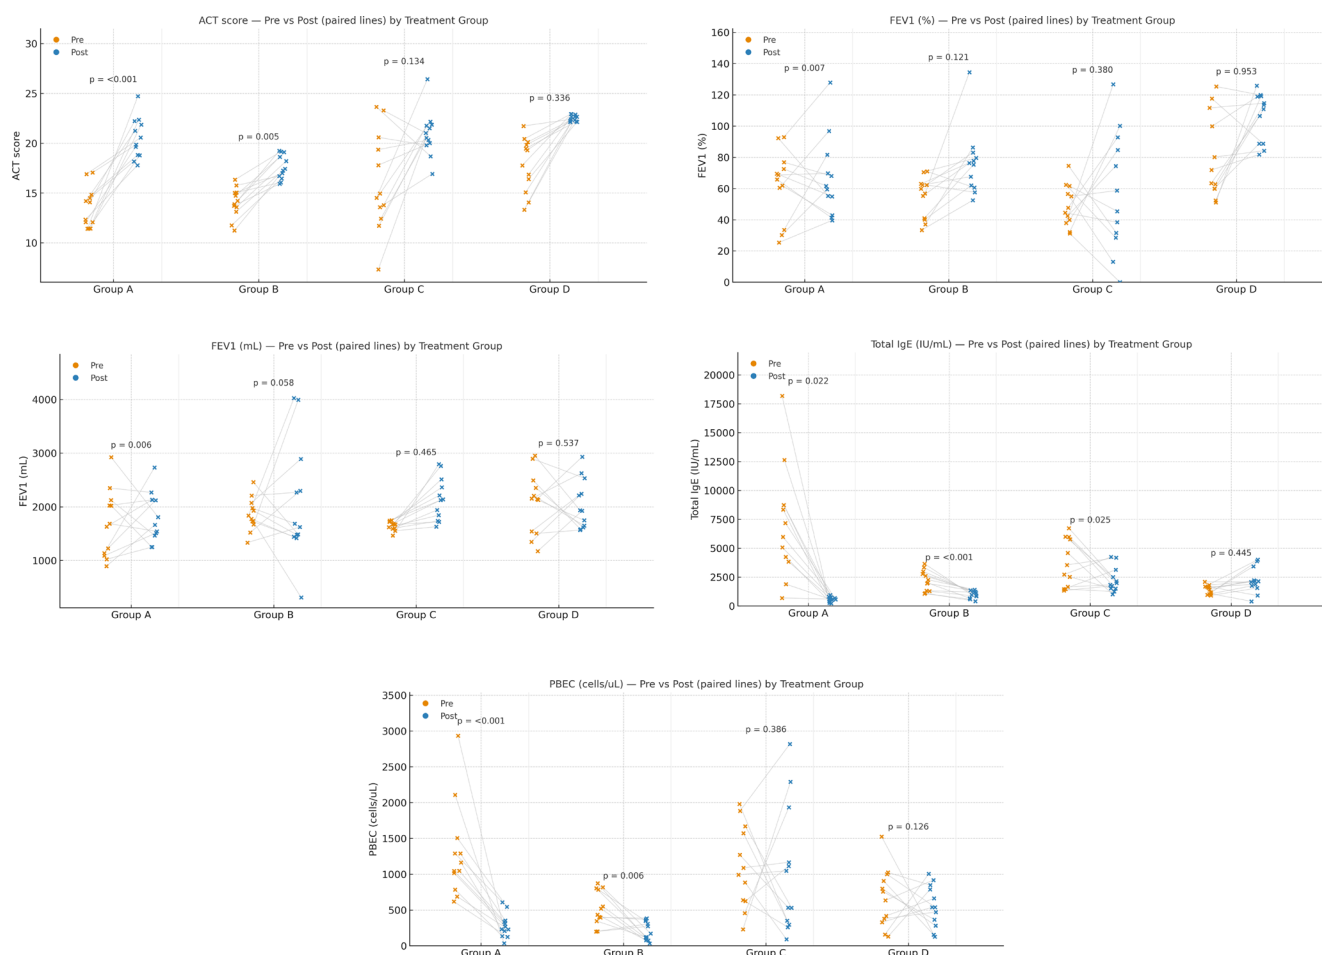 ACT score — Pre vs Post (paired lines) by Treatment Group
Pre
Post
p = <0.001
p = 0.005
p = 0.134
p = 0.336
30
25
20
15
10
ACT score
Group A
Group B
Group C
Group D
FEV1 (%) — Pre vs Post (paired lines) by Treatment Group
Pre
Post
p = 0.007
p = 0.121
p = 0.380
p = 0.953
160
140
120
100
80
60
40
20
0
FEV1 (%)
Group A
Group B
Group C
Group D
FEV1 (mL) — Pre vs Post (paired lines) by Treatment Group
Pre
Post
p = 0.006
p = 0.058
p = 0.465
p = 0.537
4000
3000
2000
1000
FEV1 (mL)
Group A
Group B
Group C
Group D
Total IgE (IU/mL) — Pre vs Post (paired lines) by Treatment Group
Pre
Post
p = 0.022
p = <0.001
p = 0.025
p = 0.445
20000
17500
15000
12500
10000
7500
5000
2500
0
Total IgE (IU/mL)
Group A
Group B
Group C
Group D
PBEC (cells/uL) — Pre vs Post (paired lines) by Treatment Group
Pre
Post
p = <0.001
p = 0.006
p = 0.386
p = 0.126
3500
3000
2500
2000
1500
1000
500
0
PBEC (cells/uL)
Group A
Group B
Group C
Group D